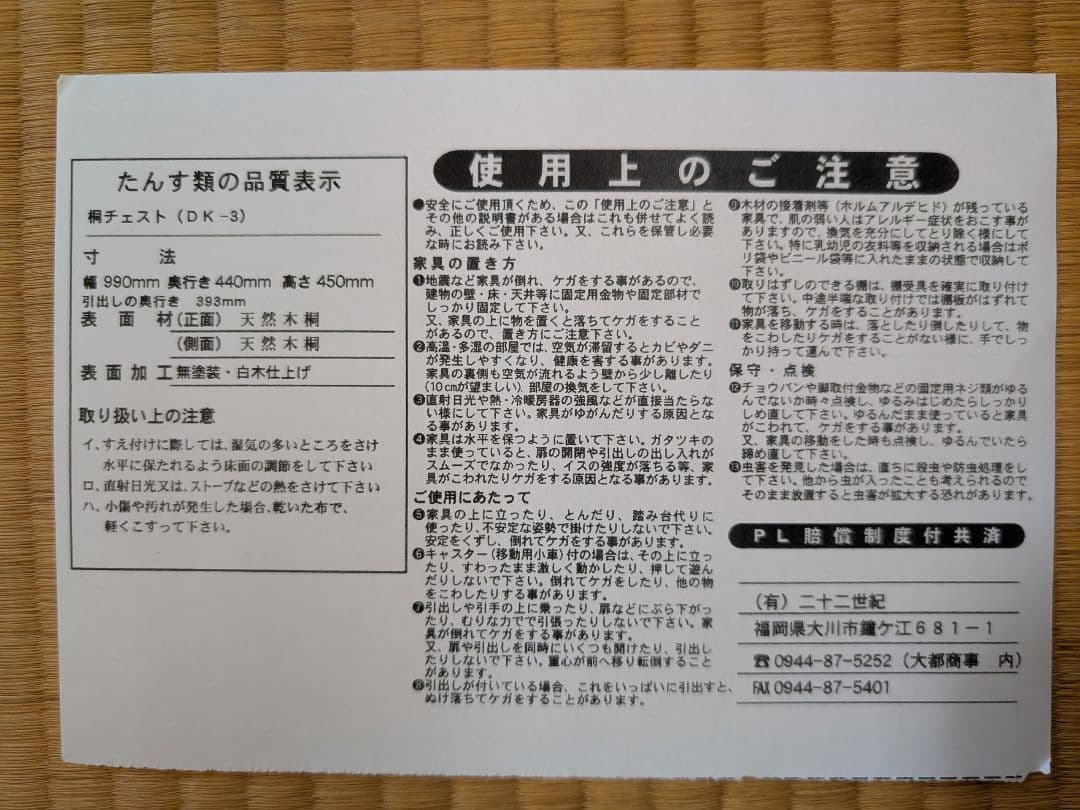 たんす類の品質表示
桐チェスト(DK-3)
寸　法
幅 990mm 奥行き 440mm 高さ 450mm
引出しの奥行き 393mm
表面材(正面) 天然木桐
(側面) 天然木桐
表面加工 無塗装・白木仕上げ
取り扱い上の注意
イ、すえ付けに際しては、湿気の多いところをさけ
水平に保たれるよう床面の調節をして下さい
ロ、直射日光又は、ストーブなどの熱をさけて下さい
ハ、小傷や汚れが発生した場合、乾いた布で、
軽くこすって下さい。
使用上のご注意
●安全にご使用頂くため、この「使用上のご注意」と
その他の説明書がある場合はこれも併せてよく読
み、正しくご使用下さい。又、これらを保管し必要
な時にお読み下さい。
家具の置き方
❶地震など家具が倒れ、ケガをする事があるので、
建物の壁・床・天井等に固定用金物や固定部材で
しっかり固定して下さい。
又、家具の上に物を置くと落ちてケガをすること
があるので、置き方にご注意下さい。
❷高温・多湿の部屋では、空気が滞留するとカビやダニ
が発生しやすくなり、健康を害する事があります。
家具の裏側も空気が流れるよう壁から少し離したり
(10㎝が望ましい)、部屋の換気をして下さい。
❸直射日光や熱・冷暖房器の強風などが直接当たらな
い様にして下さい。家具がゆがんだりする原因とな
る事があります。
❹家具は水平を保つように置いて下さい。ガタツキの
まま使っていると、扉の開閉や引出しの出し入れが
スムーズでなかったり、イスの強度が落ちる等、家
具がこわれたりケガをする原因となる事があります。
ご使用にあたって
❺家具の上に立ったり、とんだり、踏み台代りに
使ったり、不安定な姿勢で掛けたりしないで下さい。
安定をくずし、倒れてケガをする事があります。
❻キャスター(移動用小車)付の場合は、その上に立っ
たり、すわったまま激しく動かしたり、押して遊ん
だりしないで下さい。倒れてケガをしたり、他の物
をこわしたりする事があります。
❼引出しや引手の上に乗ったり、扉などにぶら下がっ
たり、むりな力でで引張ったりしないで下さい。家
具が倒れてケガをする事があります。
又、扉や引出しを同時にいくつも開けたり、引出し
たりしないで下さい。重心が前へ移り転倒すること
があります。
❽引出しが付いている場合、これをいっぱいに引出すと、
ぬけ落ちてケガをすることがあります。
❾木材の接着剤等(ホルムアルデヒド)が残っている
家具で、肌の弱い人はアレルギー症状をおこす事が
ありますので、換気を充分にしてとり除く様にして
下さい。特に乳幼児の衣料等を収納される場合はポ
リ袋やビニール袋等に入れたままの状態で収納して
下さい。
❿取りはずしのできる棚は、棚受具を確実に取り付け
て下さい。中途半端な取り付けでは棚板がはずれて
物が落ち、ケガをすることがあります。
⓫家具を移動する時は、落としたり倒したりして、物
をこわしたりケガをすることがない様に、手でしっ
かり持って運んで下さい。
保守・点検
⓬チョウバンや脚取付金物などの固定用ネジ類がゆる
んでないか時々点検し、ゆるみはじめたらしっかり
しめ直して下さい。ゆるんだまま使っていると家具
がこわれて、ケガをする事があります。
又、家具の移動をした時も点検し、ゆるんでいたら
締め直して下さい。
⓭虫害を発見した場合は、直ちに殺虫や防虫処理をし
て下さい。他から虫が入ったことも考えられるので
そのまま放置すると虫害が拡大する恐れがあります。
PL賠償制度付共済
(有)二十二世紀
福岡県大川市鐘ケ江681-1
☎0944-87-5252(大都商事　内)
FAX0944-87-5401